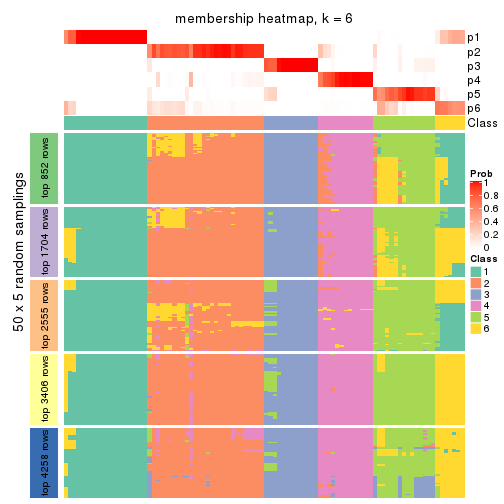 membership heatmap, k = 6
p1
p2
p3
p4
p5
p6
Class
50 x 5 random samplings
top 852 rows
top 1704 rows
top 2555 rows
top 3406 rows
top 4258 rows
Prob
1
0.8
0.6
0.4
0.2
0
Class
1
2
3
4
5
6